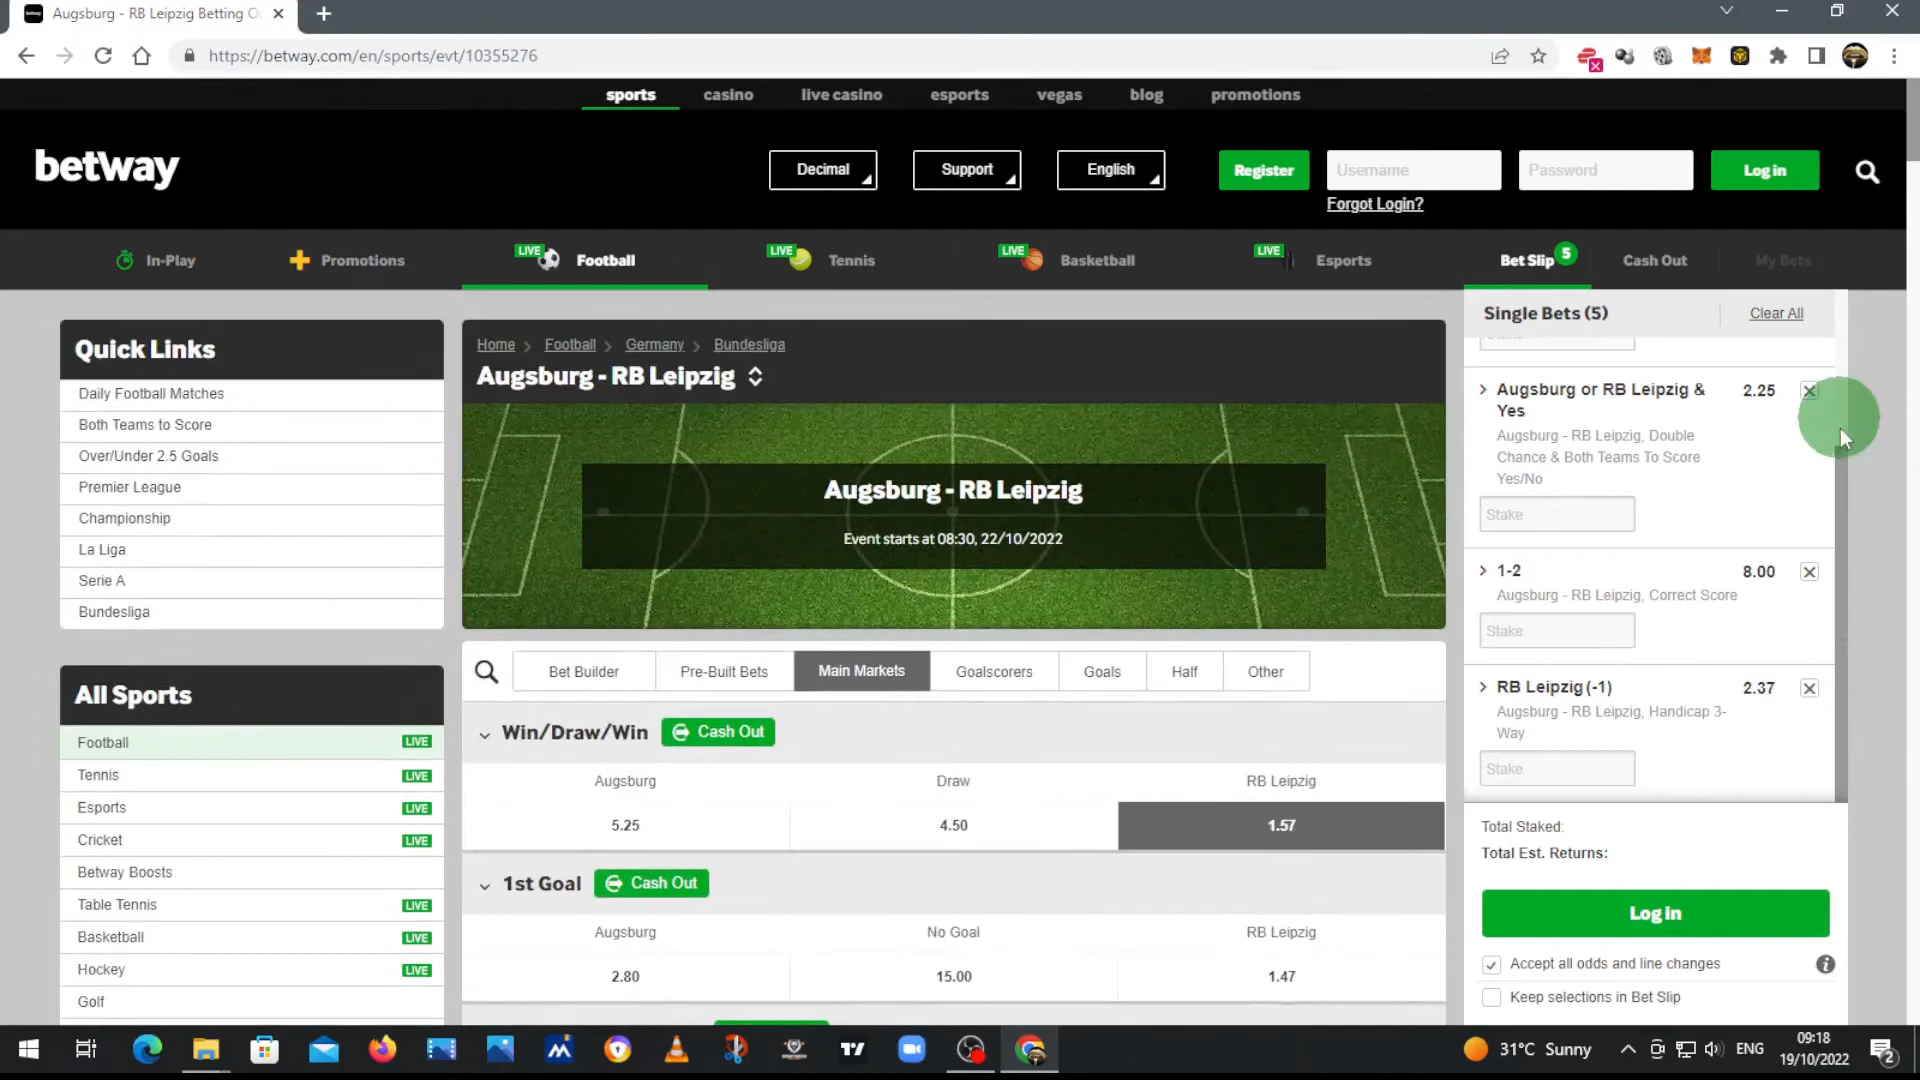 Augsburg - RB Leipzig Betting O
https://betway.com/en/sports/evt/10355276
sports
casino
live casino
esports
vegas
blog
promotions
betway
Decimal
Support
English
Register
Username
Password
Log in
Forgot Login?
In-Play
Promotions
LIVE
Football
LIVE
Tennis
LIVE
Basketball
LIVE
Esports
Bet Slip
5
Cash Out
My Bets
Quick Links
Daily Football Matches
Both Teams to Score
Over/Under 2.5 Goals
Premier League
Championship
La Liga
Serie A
Bundesliga
All Sports
Football LIVE
Tennis LIVE
Esports LIVE
Cricket LIVE
Betway Boosts
Table Tennis LIVE
Basketball LIVE
Hockey LIVE
Golf
Home > Football > Germany > Bundesliga
Augsburg - RB Leipzig
Augsburg - RB Leipzig
Event starts at 08:30, 22/10/2022
Bet Builder
Pre-Built Bets
Main Markets
Goalscorers
Goals
Half
Other
Win/Draw/Win
Cash Out
Augsburg
Draw
RB Leipzig
5.25
4.50
1.57
1st Goal
Cash Out
Augsburg
No Goal
RB Leipzig
2.80
15.00
1.47
Single Bets (5)
Clear All
Augsburg or RB Leipzig & 2.25
Yes
Augsburg - RB Leipzig, Double
Chance & Both Teams To Score
Yes/No
Stake
1-2 8.00
Augsburg - RB Leipzig, Correct Score
Stake
RB Leipzig (-1) 2.37
Augsburg - RB Leipzig, Handicap 3-
Way
Stake
Total Staked:
Total Est. Returns:
Log in
Accept all odds and line changes
Keep selections in Bet Slip
31°C Sunny
ENG
09:18
19/10/2022
2